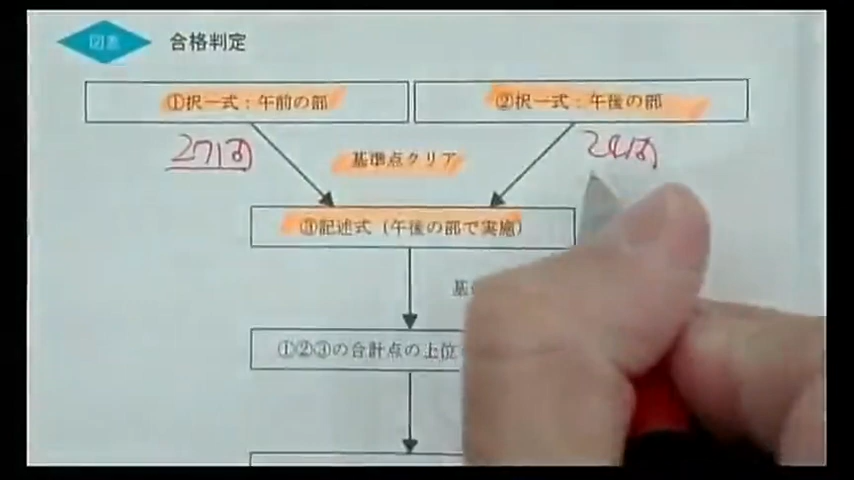 図表 合格判定
①択一式:午前の部
②択一式:午後の部
27問
24問
基準点クリア
③記述式(午後の部で実施)
基
①②③の合計点の上位